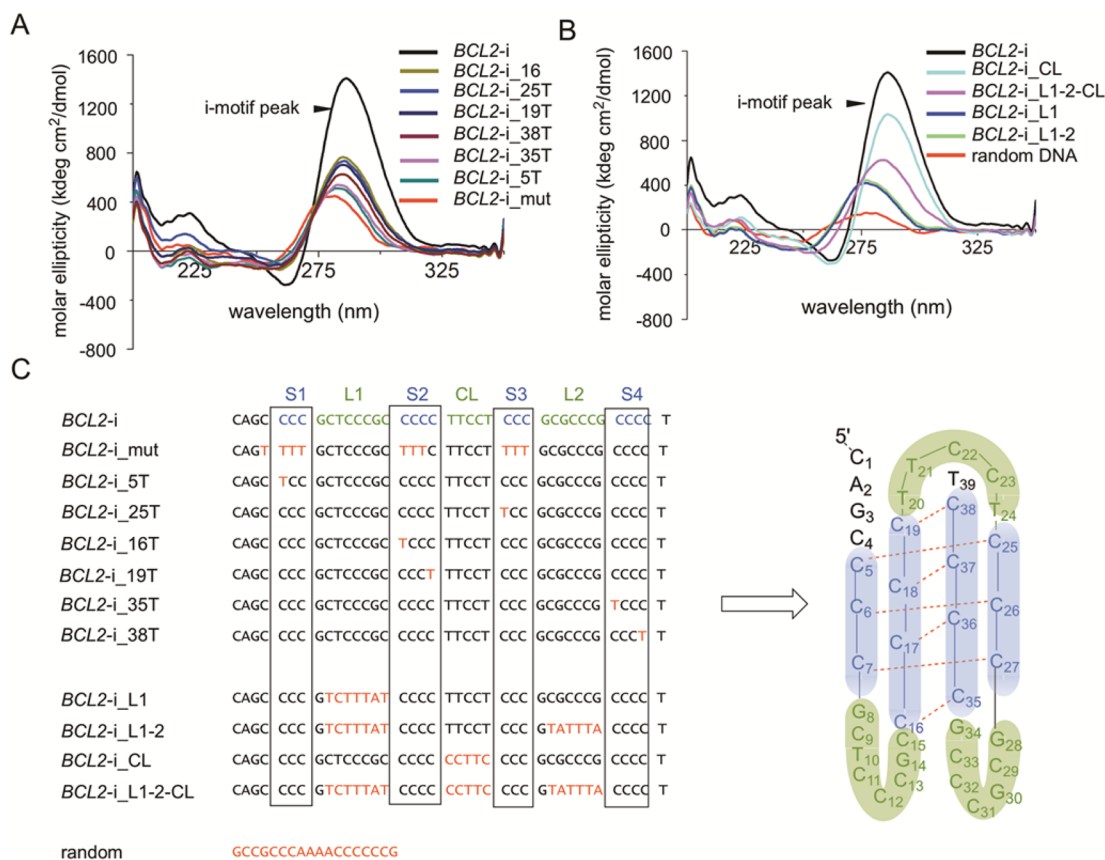 A
molar ellipticity (kdeg cm²/dmol)
1600
1200
800
400
0
-400
-800
225
275
325
wavelength (nm)
i-motif peak
BCL2-i
BCL2-i_16
BCL2-i_25T
BCL2-i_19T
BCL2-i_38T
BCL2-i_35T
BCL2-i_5T
BCL2-i_mut
B
molar ellipticity (kdeg cm²/dmol)
1600
1200
800
400
0
-400
-800
225
275
325
wavelength (nm)
i-motif peak
BCL2-i
BCL2-i_CL
BCL2-i_L1-2-CL
BCL2-i_L1
BCL2-i_L1-2
random DNA
C
S1 L1 S2 CL S3 L2 S4
BCL2-i CAGC CCC GCTCCCGC CCCC TTCCT CCC GCGCCCG CCCC T
BCL2-i_mut CAGT TTT GCTCCCGC TTTC TTCCT TTT GCGCCCG CCCC T
BCL2-i_5T CAGC TCC GCTCCCGC CCCC TTCCT CCC GCGCCCG CCCC T
BCL2-i_25T CAGC CCC GCTCCCGC CCCC TTCCT TCC GCGCCCG CCCC T
BCL2-i_16T CAGC CCC GCTCCCGC TCCC TTCCT CCC GCGCCCG CCCC T
BCL2-i_19T CAGC CCC GCTCCCGC CCCT TTCCT CCC GCGCCCG CCCC T
BCL2-i_35T CAGC CCC GCTCCCGC CCCC TTCCT CCC GCGCCCG TCCC T
BCL2-i_38T CAGC CCC GCTCCCGC CCCC TTCCT CCC GCGCCCG CCCT T
BCL2-i_L1 CAGC CCC GTCTTTAT CCCC TTCCT CCC GCGCCCG CCCC T
BCL2-i_L1-2 CAGC CCC GTCTTTAT CCCC TTCCT CCC GTATTTA CCCC T
BCL2-i_CL CAGC CCC GCTCCCGC CCCC CCTTC CCC GCGCCCG CCCC T
BCL2-i_L1-2-CL CAGC CCC GTCTTTAT CCCC CCTTC CCC GTATTTA CCCC T
random GCCGCCCAAAACCCCCCG
5'
C1
A2
G3
C4
C5
C6
C7
G8
C9
T10
C11
C12
C13
G14
C15
C16
C17
C18
C19
T20
T21
C22
C23
T24
C25
C26
C27
G28
C29
G30
C31
C32
C33
G34
C35
C36
C37
C38
T39